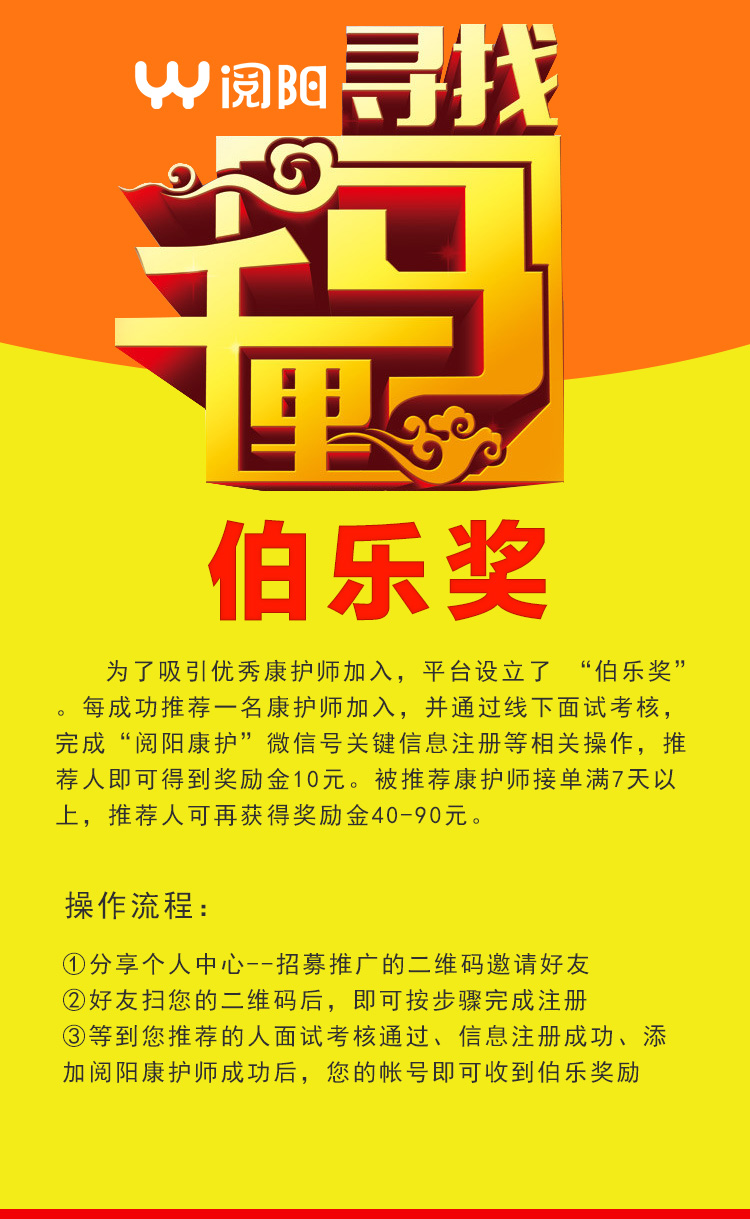 阅阳 寻找
千里马
伯乐奖
为了吸引优秀康护师加入，平台设立了 “伯乐奖”
。每成功推荐一名康护师加入，并通过线下面试考核，
完成“阅阳康护”微信号关键信息注册等相关操作，推
荐人即可得到奖励金10元。被推荐康护师接单满7天以
上，推荐人可再获得奖励金40-90元。
操作流程：
①分享个人中心--招募推广的二维码邀请好友
②好友扫您的二维码后，即可按步骤完成注册
③等到您推荐的人面试考核通过、信息注册成功、添
加阅阳康护师成功后，您的帐号即可收到伯乐奖励